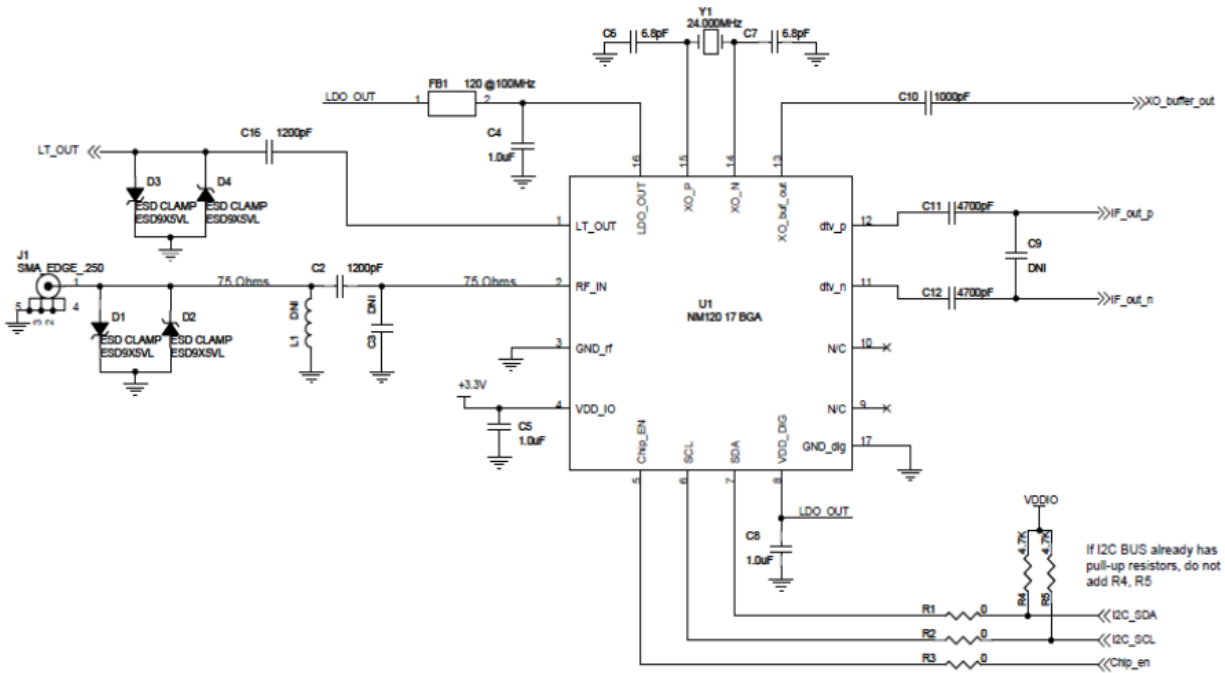 Y1
24.000MHz
C6 6.8pF
C7 6.8pF
FB1 120 @100MHz
LDO_OUT 1 2
C10 1000pF
XO_buffer_out
C4
1.0uF
C16 1200pF
LT_OUT
16 15 14 13
LDO_OUT XO_P XO_N XO_buf_out
D3 D4
ESD CLAMP ESD CLAMP
ESD9X5VL ESD9X5VL
1 LT_OUT
dtv_p 12
C11 4700pF
IF_out_p
C9
DNI
J1
SMA_EDGE_.250
1
5 3 2 4
75 Ohms
C2 1200pF
75 Ohms
2 RF_IN
dtv_n 11
C12 4700pF
IF_out_n
U1
NM120 17 BGA
D1 D2
ESD CLAMP ESD CLAMP
ESD9X5VL ESD9X5VL
L1 DNI
C3 DNI
3 GND_rf
N/C 10
+3.3V
4 VDD_IO
N/C 9
C5
1.0uF
GND_dig 17
Chip_EN SCL SDA VDD_DIG
5 6 7 8
LDO_OUT
C8
1.0uF
VDDIO
R4 4.7K
R5 4.7K
If I2C BUS already has
pull-up resistors, do not
add R4, R5
R1 0
I2C_SDA
R2 0
I2C_SCL
R3 0
Chip_en